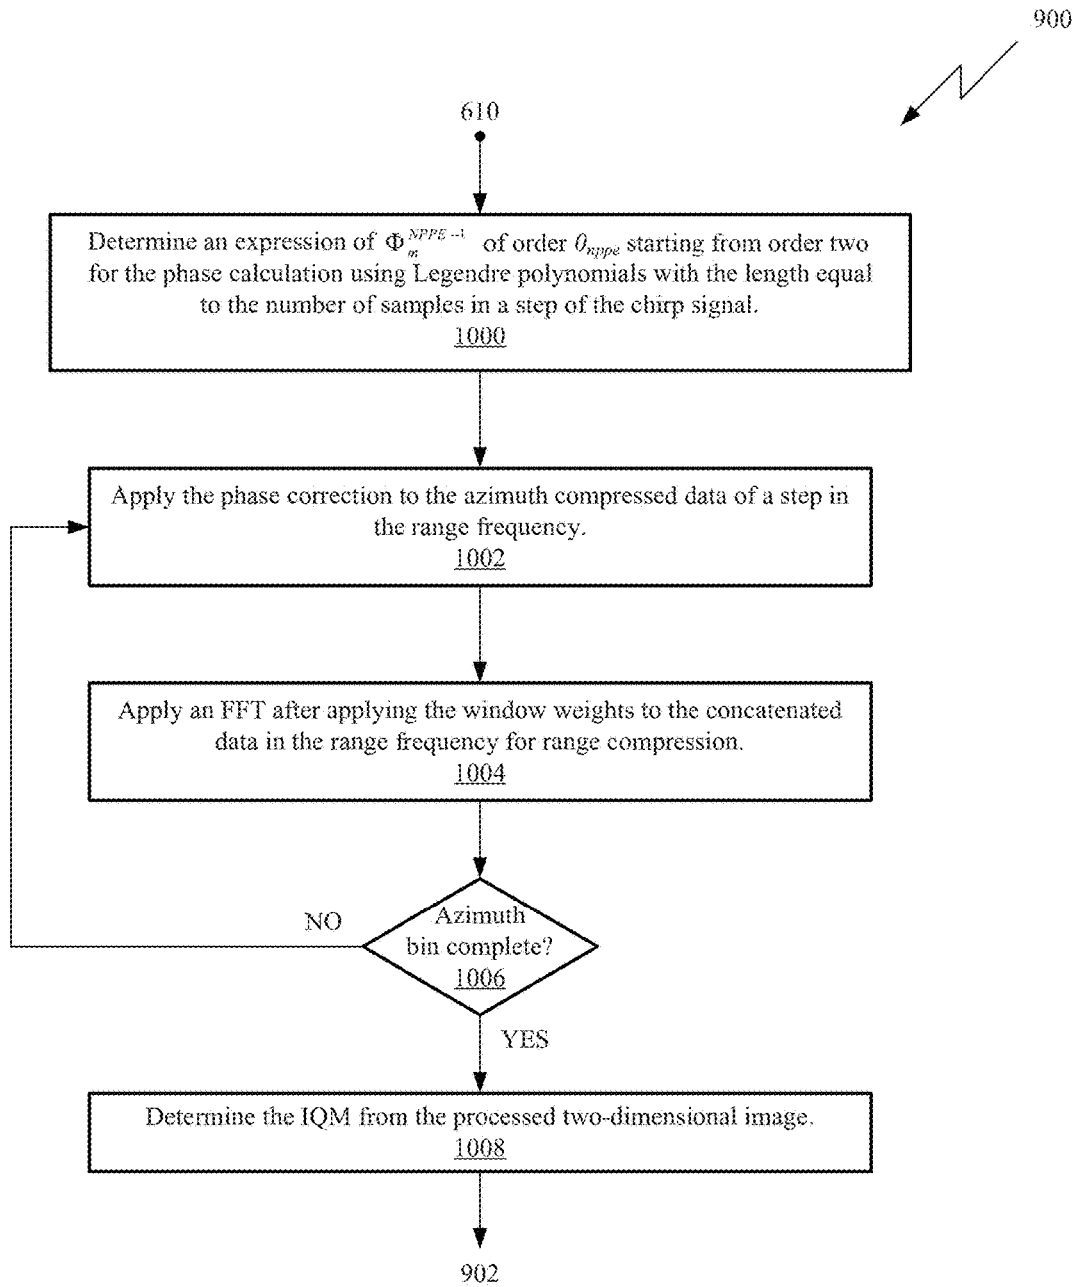 900
610
Determine an expression of Φ_m^{NPPE-1} of order 0_{nppe} starting from order two
for the phase calculation using Legendre polynomials with the length equal
to the number of samples in a step of the chirp signal.
1000
Apply the phase correction to the azimuth compressed data of a step in
the range frequency.
1002
Apply an FFT after applying the window weights to the concatenated
data in the range frequency for range compression.
1004
NO
Azimuth
bin complete?
1006
YES
Determine the IQM from the processed two-dimensional image.
1008
902